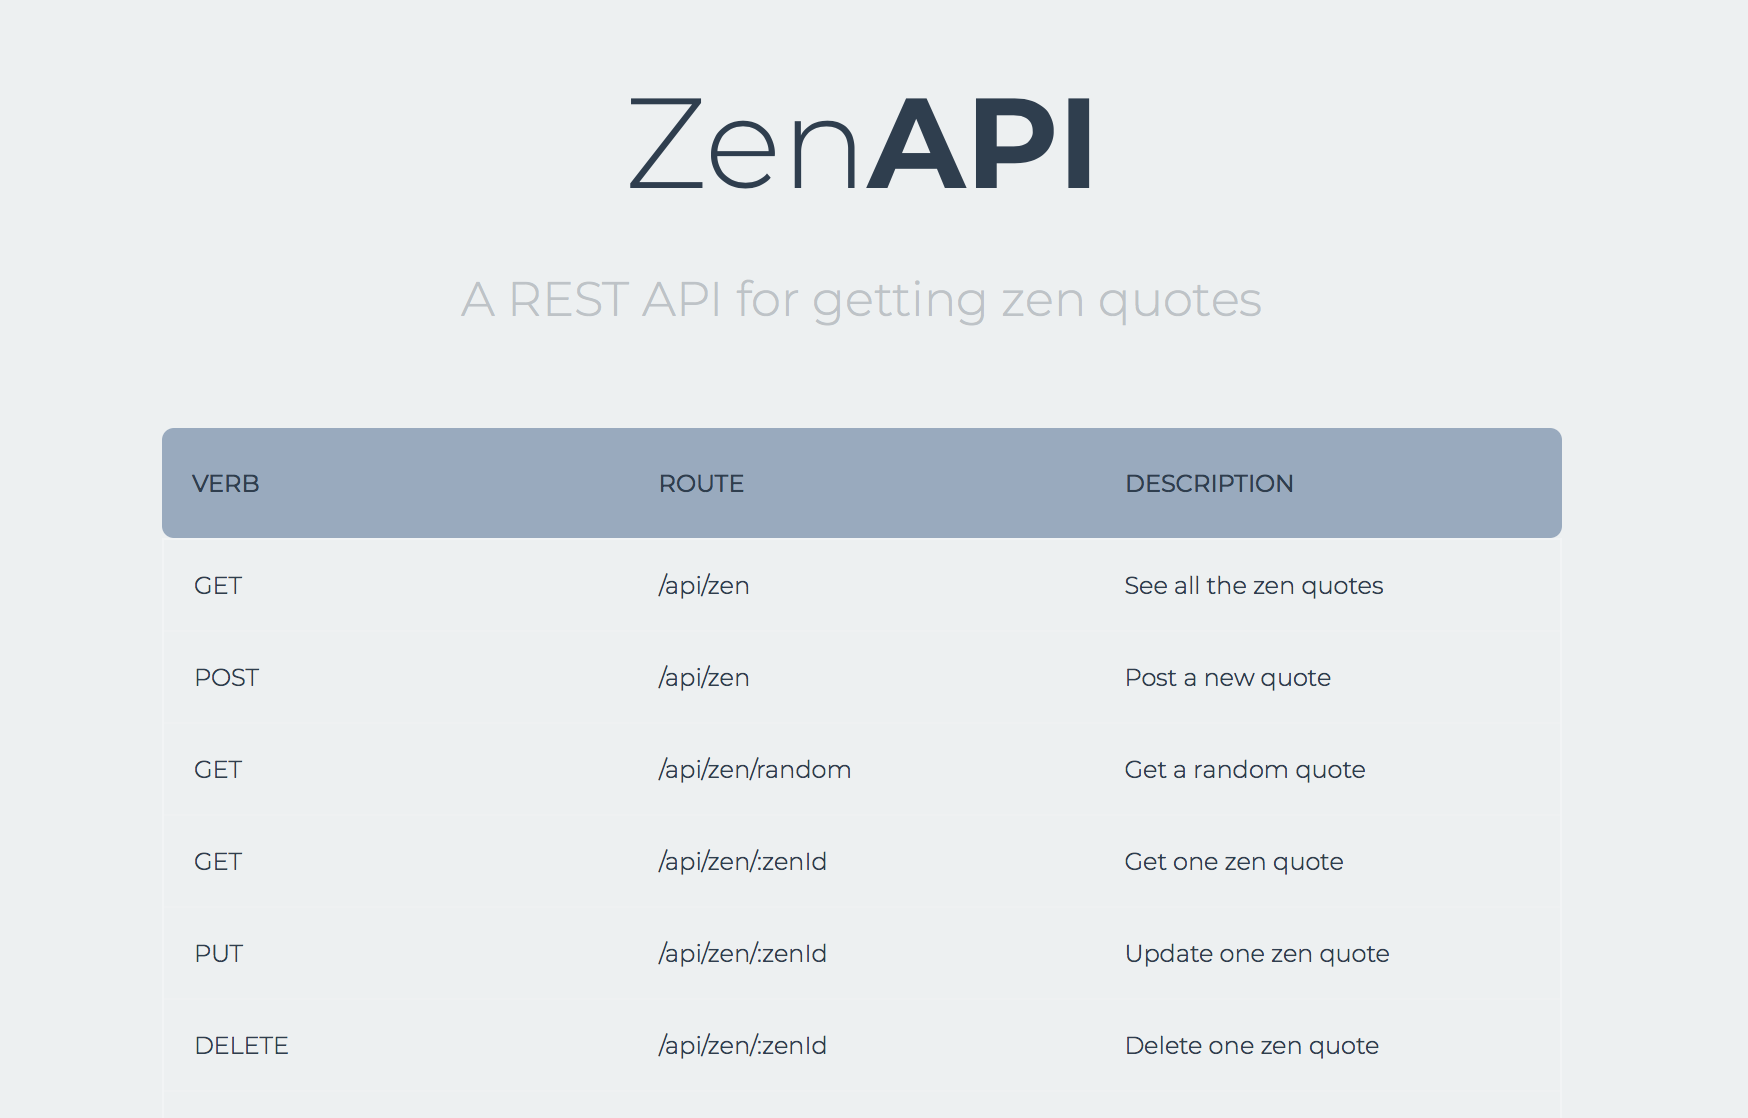 ZenAPI
A REST API for getting zen quotes
VERB ROUTE DESCRIPTION
GET /api/zen See all the zen quotes
POST /api/zen Post a new quote
GET /api/zen/random Get a random quote
GET /api/zen/:zenId Get one zen quote
PUT /api/zen/:zenId Update one zen quote
DELETE /api/zen/:zenId Delete one zen quote